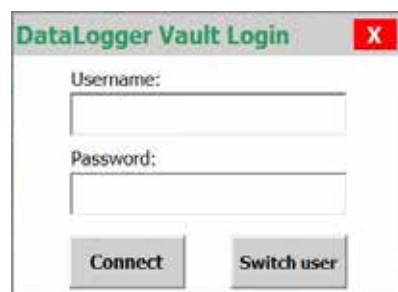 DataLogger Vault Login X
Username:
Password:
Connect Switch user